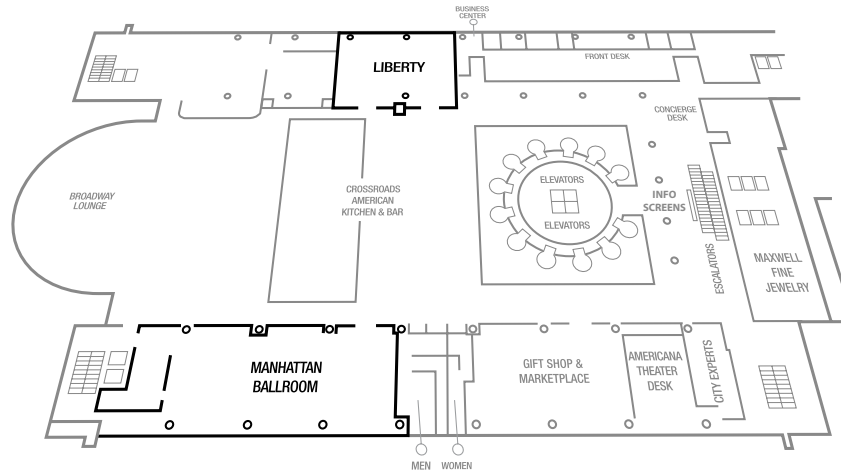 BUSINESS
CENTER
LIBERTY
FRONT DESK
CONCIERGE
DESK
BROADWAY
LOUNGE
CROSSROADS
AMERICAN
KITCHEN & BAR
ELEVATORS
ELEVATORS
INFO
SCREENS
ESCALATORS
MAXWELL
FINE
JEWELRY
MANHATTAN
BALLROOM
GIFT SHOP &
MARKETPLACE
AMERICANA
THEATER
DESK
CITY EXPERTS
MEN
WOMEN